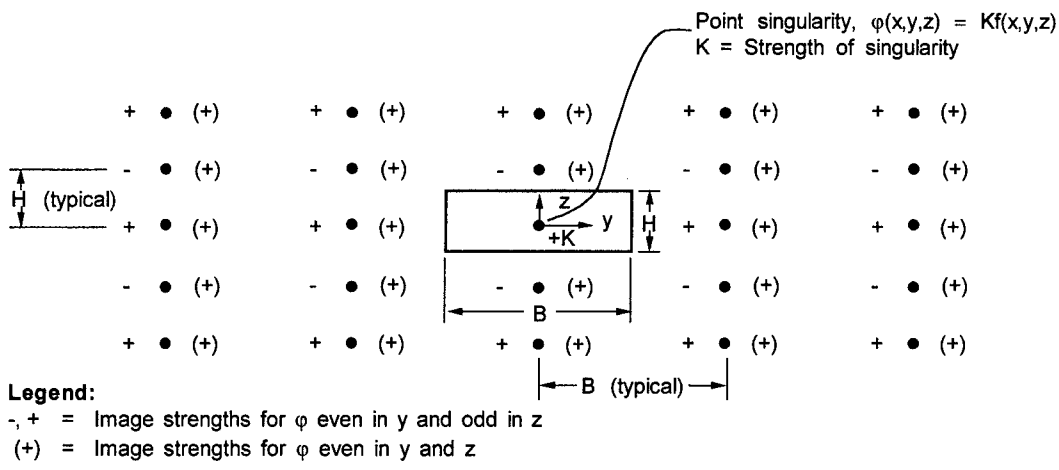 Point singularity, φ(x,y,z) = Kf(x,y,z)
K = Strength of singularity
+ (+) + (+) + (+) + (+) + (+)
- (+) - (+) - (+) - (+) - (+)
H (typical)
z
+ (+) + (+) +K y H + (+) + (+)
- (+) - (+) - (+) - (+) - (+)
B
+ (+) + (+) + (+) + (+) + (+)
B (typical)
Legend:
-, + = Image strengths for φ even in y and odd in z
(+) = Image strengths for φ even in y and z